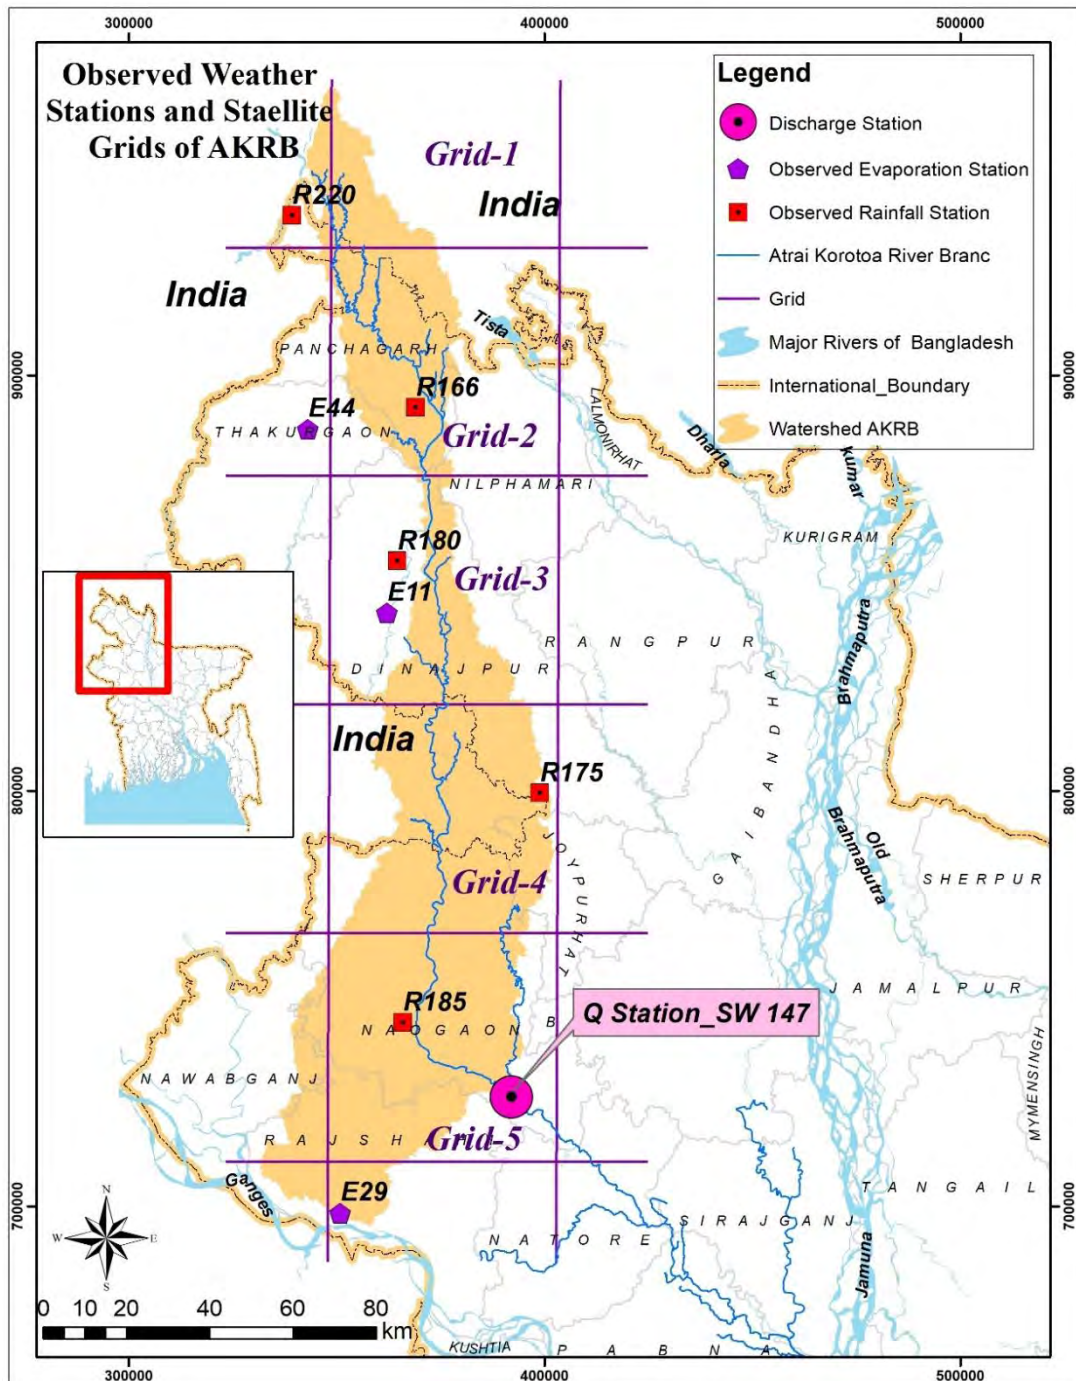 300000
400000
500000
Observed Weather
Stations and Staellite
Grids of AKRB
Legend
Discharge Station
Observed Evaporation Station
Observed Rainfall Station
Atrai Korotoa River Branc
Grid
Major Rivers of Bangladesh
International_Boundary
Watershed AKRB
Grid-1
India
R220
India
Tista
PANCHAGARH
900000
900000
R166
E44
THAKURGAON
Grid-2
LALMONIRHAT
Dharla
kumar
NILPHAMARI
KURIGRAM
R180
Grid-3
E11
RANGPUR
DINAJPUR
Brahmaputra
GAIBANDHA
India
R175
800000
800000
Old
Brahmaputra
JOYPURHAT
Grid-4
SHERPUR
R185
NAOGAON
B
Q Station_SW 147
JAMALPUR
NAWABGANJ
MYMENSINGH
RAJSHAHI
Grid-5
Ganges
E29
TANGAIL
700000
700000
SIRAJGANJ
NATORE
Jamuna
N
W
E
S
0 10 20 40 60 80
km
KUSHTIA
PABNA
300000
400000
500000